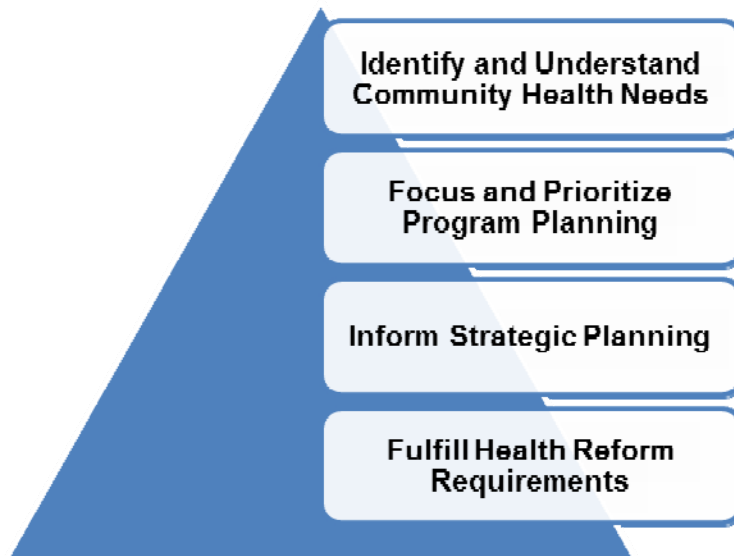 Identify and Understand
Community Health Needs
Focus and Prioritize
Program Planning
Inform Strategic Planning
Fulfill Health Reform
Requirements